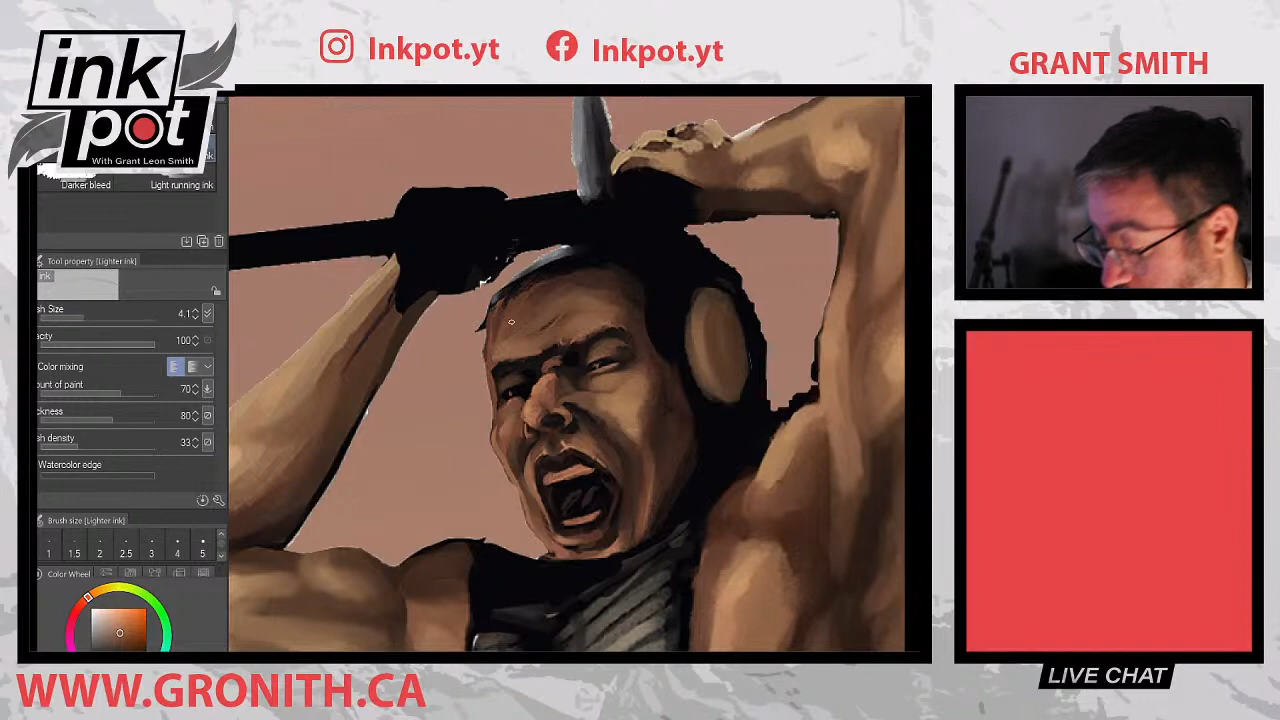 ink
pot
With Grant Leon Smith
Inkpot.yt
Inkpot.yt
GRANT SMITH
Darker bleed
Light running ink
Tool property [Lighter ink]
ink
sh Size
4.1
acity
100
Color mixing
unt of paint
70
ckness
80
sh density
33
Watercolor edge
Brush size [Lighter ink]
1 1.5 2 2.5 3 4 5
Color Wheel
LIVE CHAT
WWW.GRONITH.CA